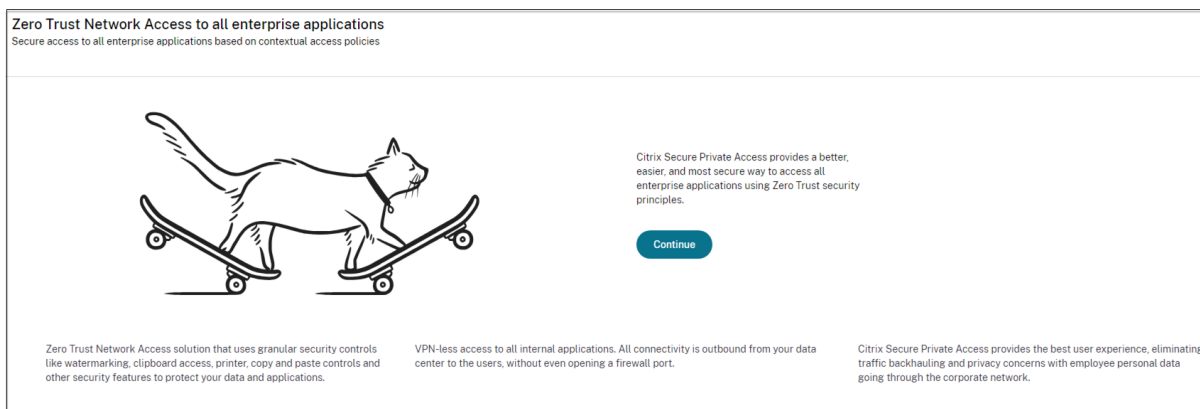 Zero Trust Network Access to all enterprise applications
Secure access to all enterprise applications based on contextual access policies
Citrix Secure Private Access provides a better,
easier, and most secure way to access all
enterprise applications using Zero Trust security
principles.
Continue
Zero Trust Network Access solution that uses granular security controls
like watermarking, clipboard access, printer, copy and paste controls and
other security features to protect your data and applications.
VPN-less access to all internal applications. All connectivity is outbound from your data
center to the users, without even opening a firewall port.
Citrix Secure Private Access provides the best user experience, eliminating
traffic backhauling and privacy concerns with employee personal data
going through the corporate network.